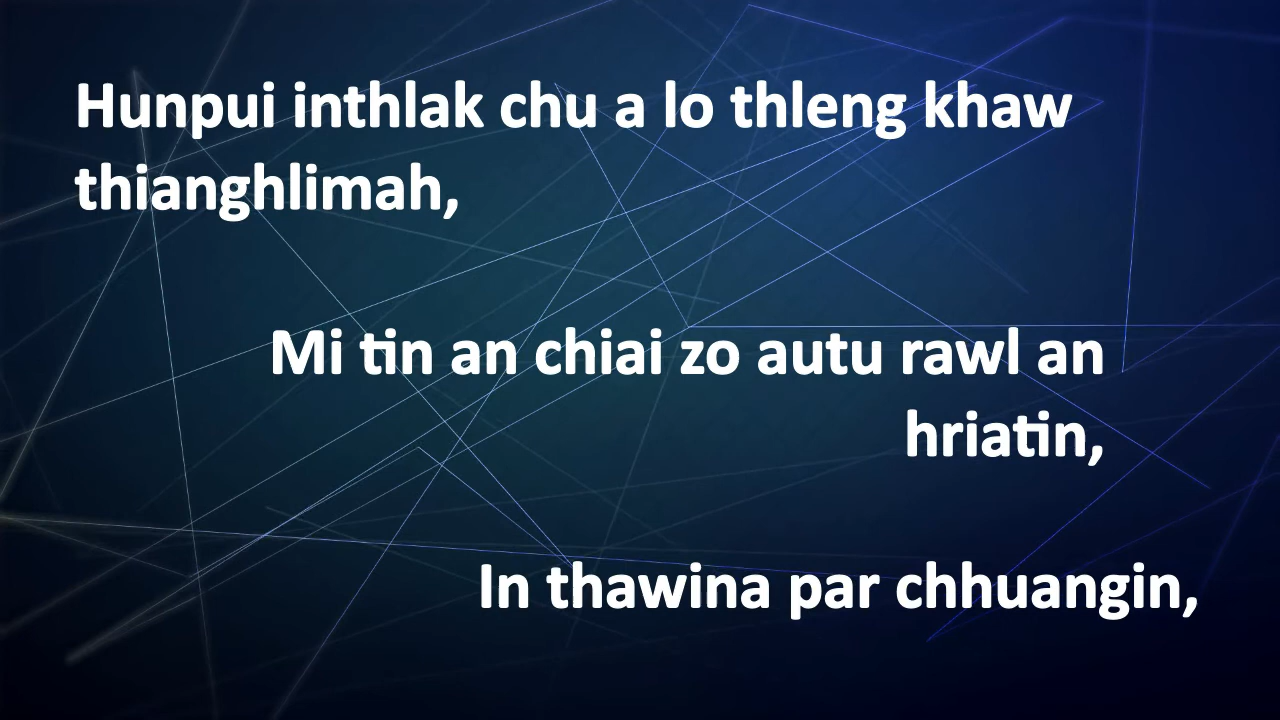 Hunpui inthlak chu a lo thleng khaw
thianghlimah,
Mi tin an chiai zo autu rawl an
hriatin,
In thawina par chhuangin,